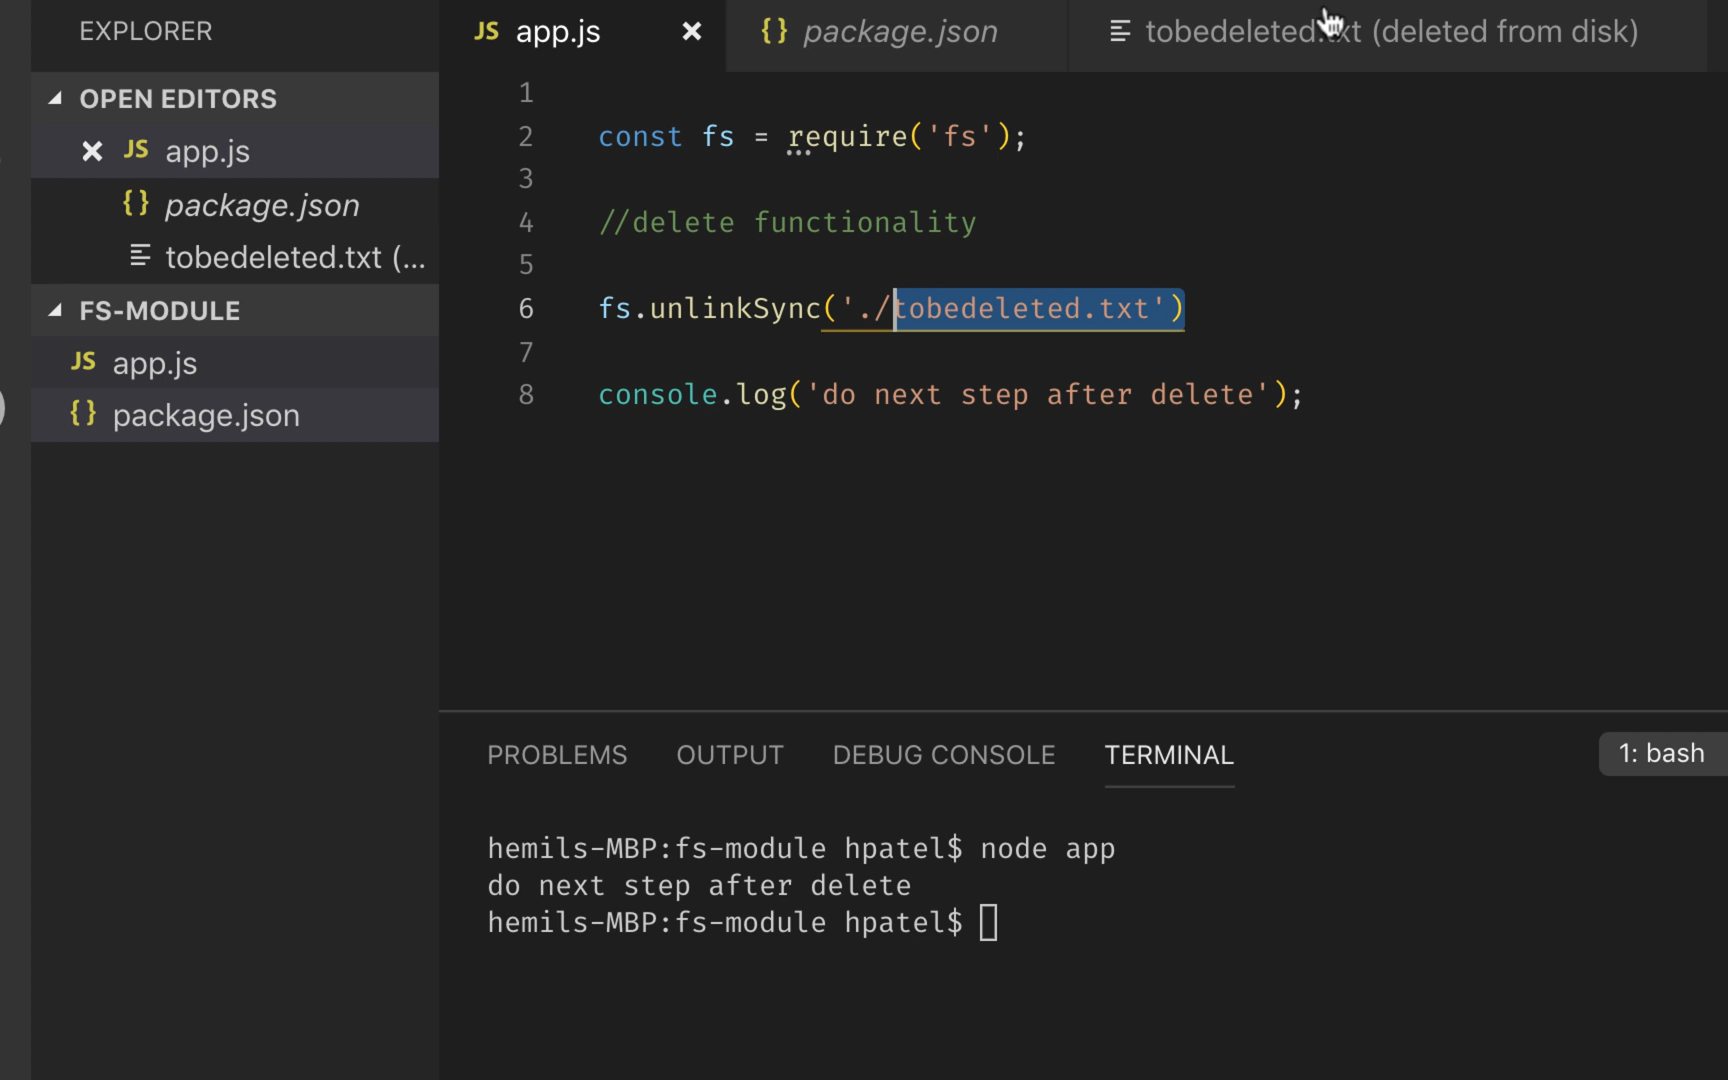 EXPLORER
OPEN EDITORS
JS app.js
{} package.json
tobedeleted.txt (...
FS-MODULE
JS app.js
{} package.json
JS app.js
{} package.json
tobedeleted.txt (deleted from disk)
1
2 const fs = require('fs');
3
4 //delete functionality
5
6 fs.unlinkSync('./tobedeleted.txt')
7
8 console.log('do next step after delete');
PROBLEMS OUTPUT DEBUG CONSOLE TERMINAL 1: bash
hemils-MBP:fs-module hpatel$ node app
do next step after delete
hemils-MBP:fs-module hpatel$